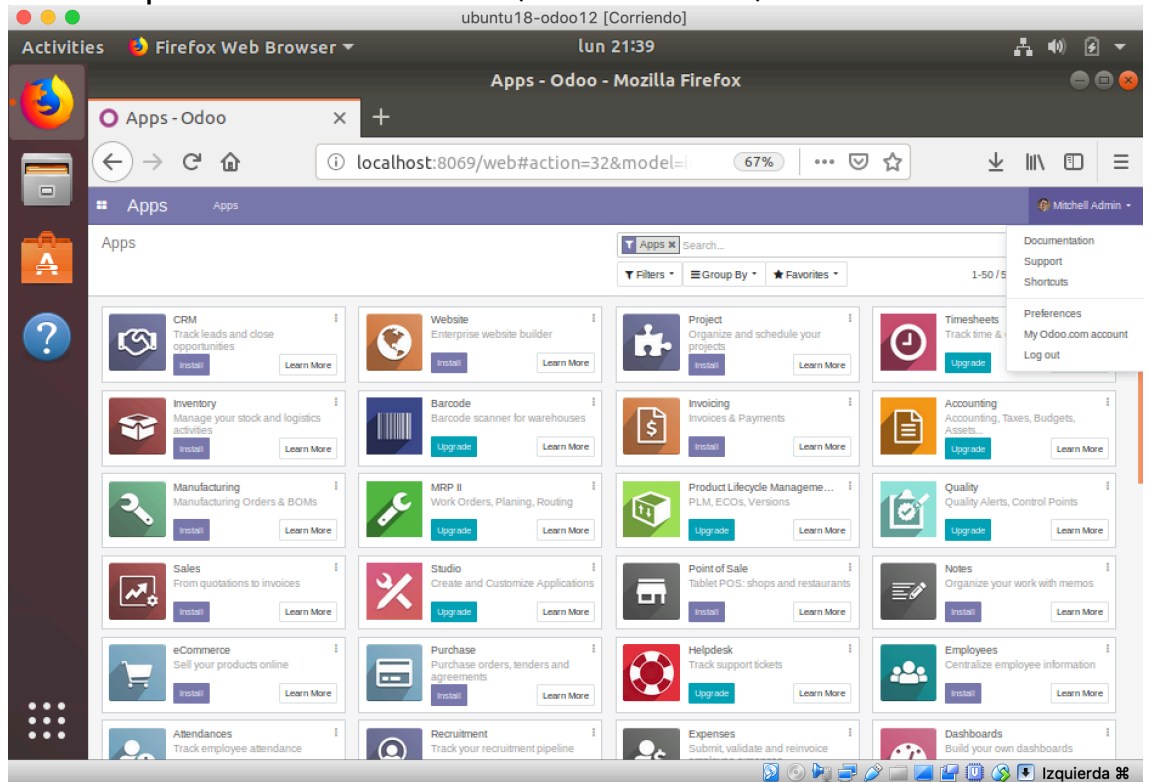 ubuntu18-odoo12 [Corriendo]
Activities Firefox Web Browser lun 21:39
Apps - Odoo - Mozilla Firefox
Apps - Odoo
localhost:8069/web#action=32&model=i 67%
Apps Apps Mitchell Admin
Apps
Apps Search...
Filters Group By Favorites 1-50 / 5
Documentation
Support
Shortcuts
Preferences
My Odoo.com account
Log out
CRM
Track leads and close
opportunities
Install Learn More
Website
Enterprise website builder
Install Learn More
Project
Organize and schedule your
projects
Install Learn More
Timesheets
Track time &
Upgrade
Inventory
Manage your stock and logistics
activities
Install Learn More
Barcode
Barcode scanner for warehouses
Upgrade Learn More
Invoicing
Invoices & Payments
Install Learn More
Accounting
Accounting, Taxes, Budgets,
Assets...
Upgrade Learn More
Manufacturing
Manufacturing Orders & BOMs
Install Learn More
MRP II
Work Orders, Planing, Routing
Upgrade Learn More
Product Lifecycle Manageme...
PLM, ECOs, Versions
Upgrade Learn More
Quality
Quality Alerts, Control Points
Upgrade Learn More
Sales
From quotations to invoices
Install Learn More
Studio
Create and Customize Applications
Upgrade Learn More
Point of Sale
Tablet POS: shops and restaurants
Install Learn More
Notes
Organize your work with memos
Install Learn More
eCommerce
Sell your products online
Install Learn More
Purchase
Purchase orders, tenders and
agreements
Install Learn More
Helpdesk
Track support tickets
Upgrade Learn More
Employees
Centralize employee information
Install Learn More
Attendances
Track employee attendance
Recruitment
Track your recruitment pipeline
Expenses
Submit, validate and reinvoice
Dashboards
Build your own dashboards
Izquierda ⌘